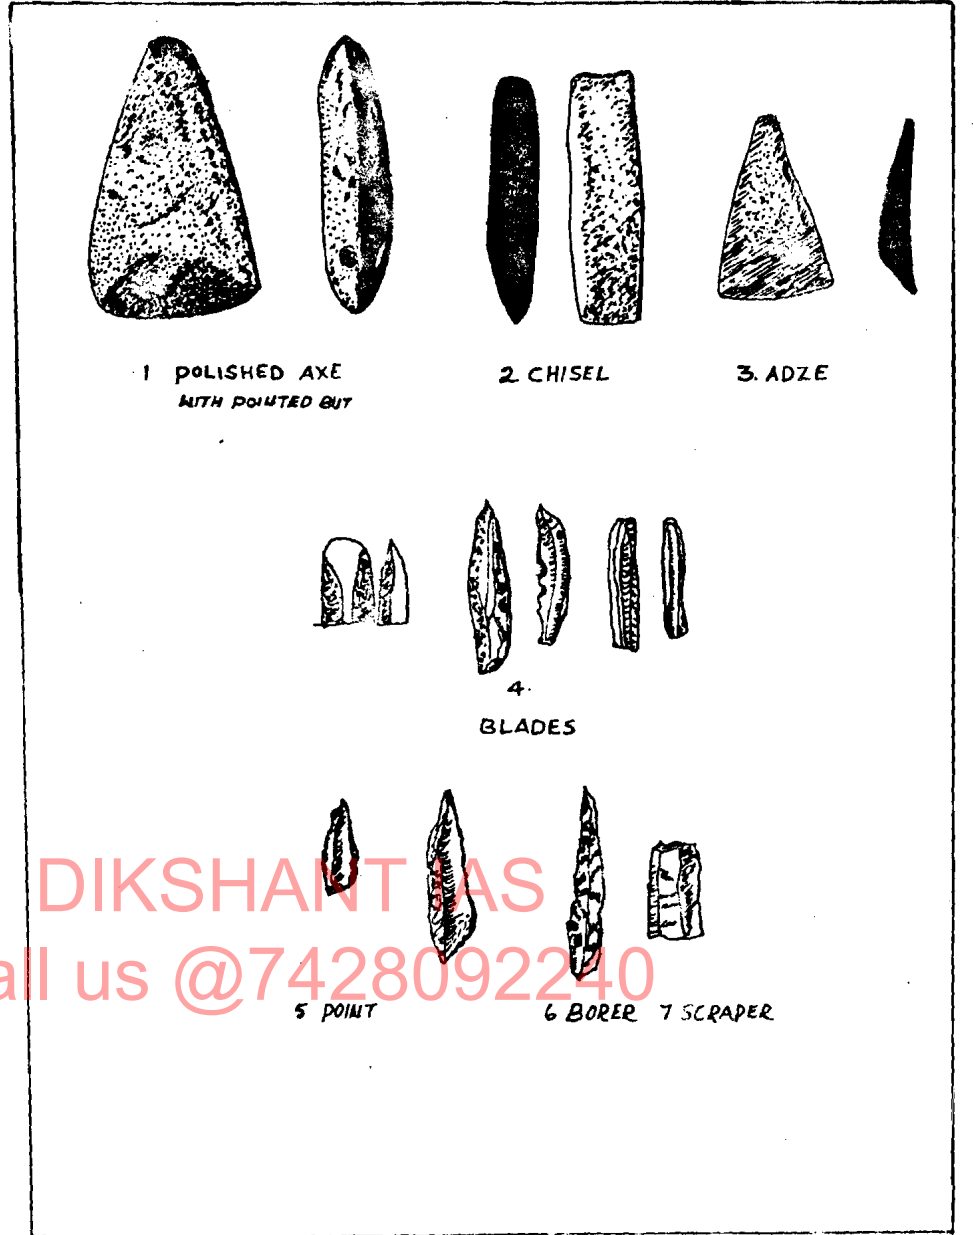 1 POLISHED AXE
WITH POINTED BUT
2 CHISEL
3. ADZE
4.
BLADES
DIKSHANT IAS
all us @7428092240
5 POINT
6 BORER 7 SCRAPER